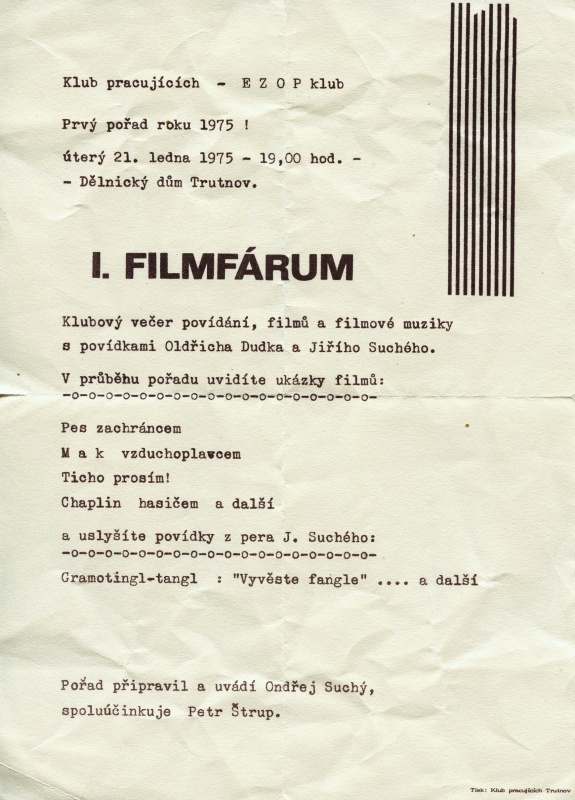 Klub pracujících - E Z O P klub
Prvý pořad roku 1975 !
úterý 21. ledna 1975 - 19,00 hod. -
- Dělnický dům Trutnov.
I. FILMFÁRUM
Klubový večer povídání, filmů a filmové muziky
s povídkami Oldřicha Dudka a Jiřího Suchého.
V průběhu pořadu uvidíte ukázky filmů:
-o-o-o-o-o-o-o-o-o-o-o-o-o-o-o-o-o-o-
Pes zachráncem
M a k vzduchoplavcem
Ticho prosím!
Chaplin hasičem a další
a uslyšíte povídky z pera J. Suchého:
-o-o-o-o-o-o-o-o-o-o-o-o-o-o-o-o-o-o-
Gramotingl-tangl : "Vyvěste fangle" .... a další
Pořad připravil a uvádí Ondřej Suchý,
spoluúčinkuje Petr Štrup.
Tisk: Klub pracujících Trutnov